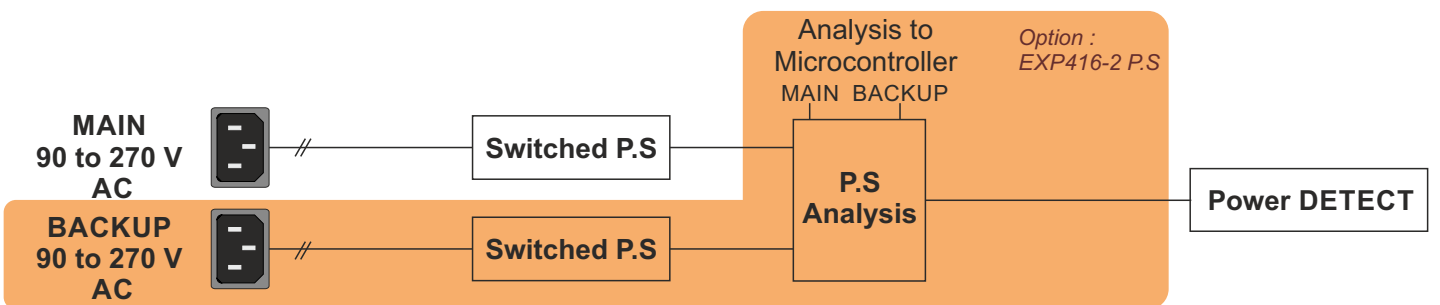 Analysis to
Microcontroller
MAIN BACKUP
Option :
EXP416-2 P.S
MAIN
90 to 270 V
AC
Switched P.S
P.S
Analysis
Power DETECT
BACKUP
90 to 270 V
AC
Switched P.S